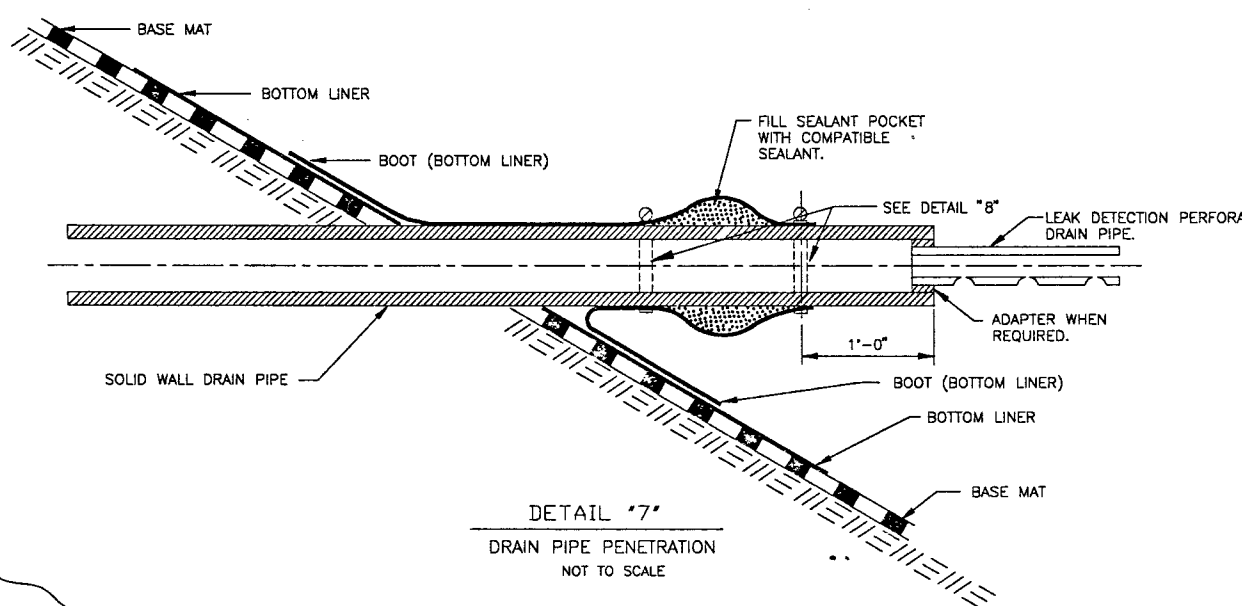 BASE MAT
BOTTOM LINER
BOOT (BOTTOM LINER)
FILL SEALANT POCKET
WITH COMPATIBLE
SEALANT.
SEE DETAIL "8"
LEAK DETECTION PERFORA
DRAIN PIPE.
ADAPTER WHEN
REQUIRED.
1'-0"
SOLID WALL DRAIN PIPE
BOOT (BOTTOM LINER)
BOTTOM LINER
BASE MAT
DETAIL "7"
DRAIN PIPE PENETRATION
NOT TO SCALE